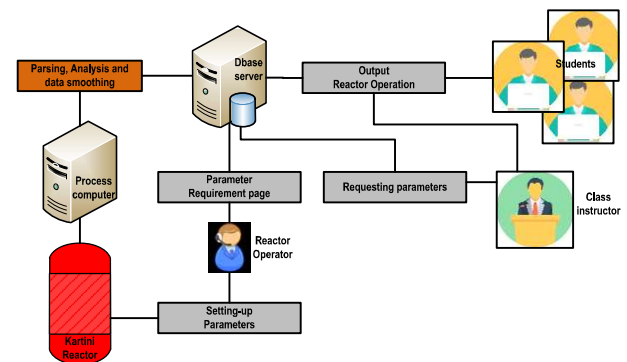 Parsing, Analysis and
data smoothing
Dbase
server
Output
Reactor Operation
Students
Process
computer
Parameter
Requirement page
Requesting parameters
Class
instructor
Reactor
Operator
Setting-up
Parameters
Kartini
Reactor